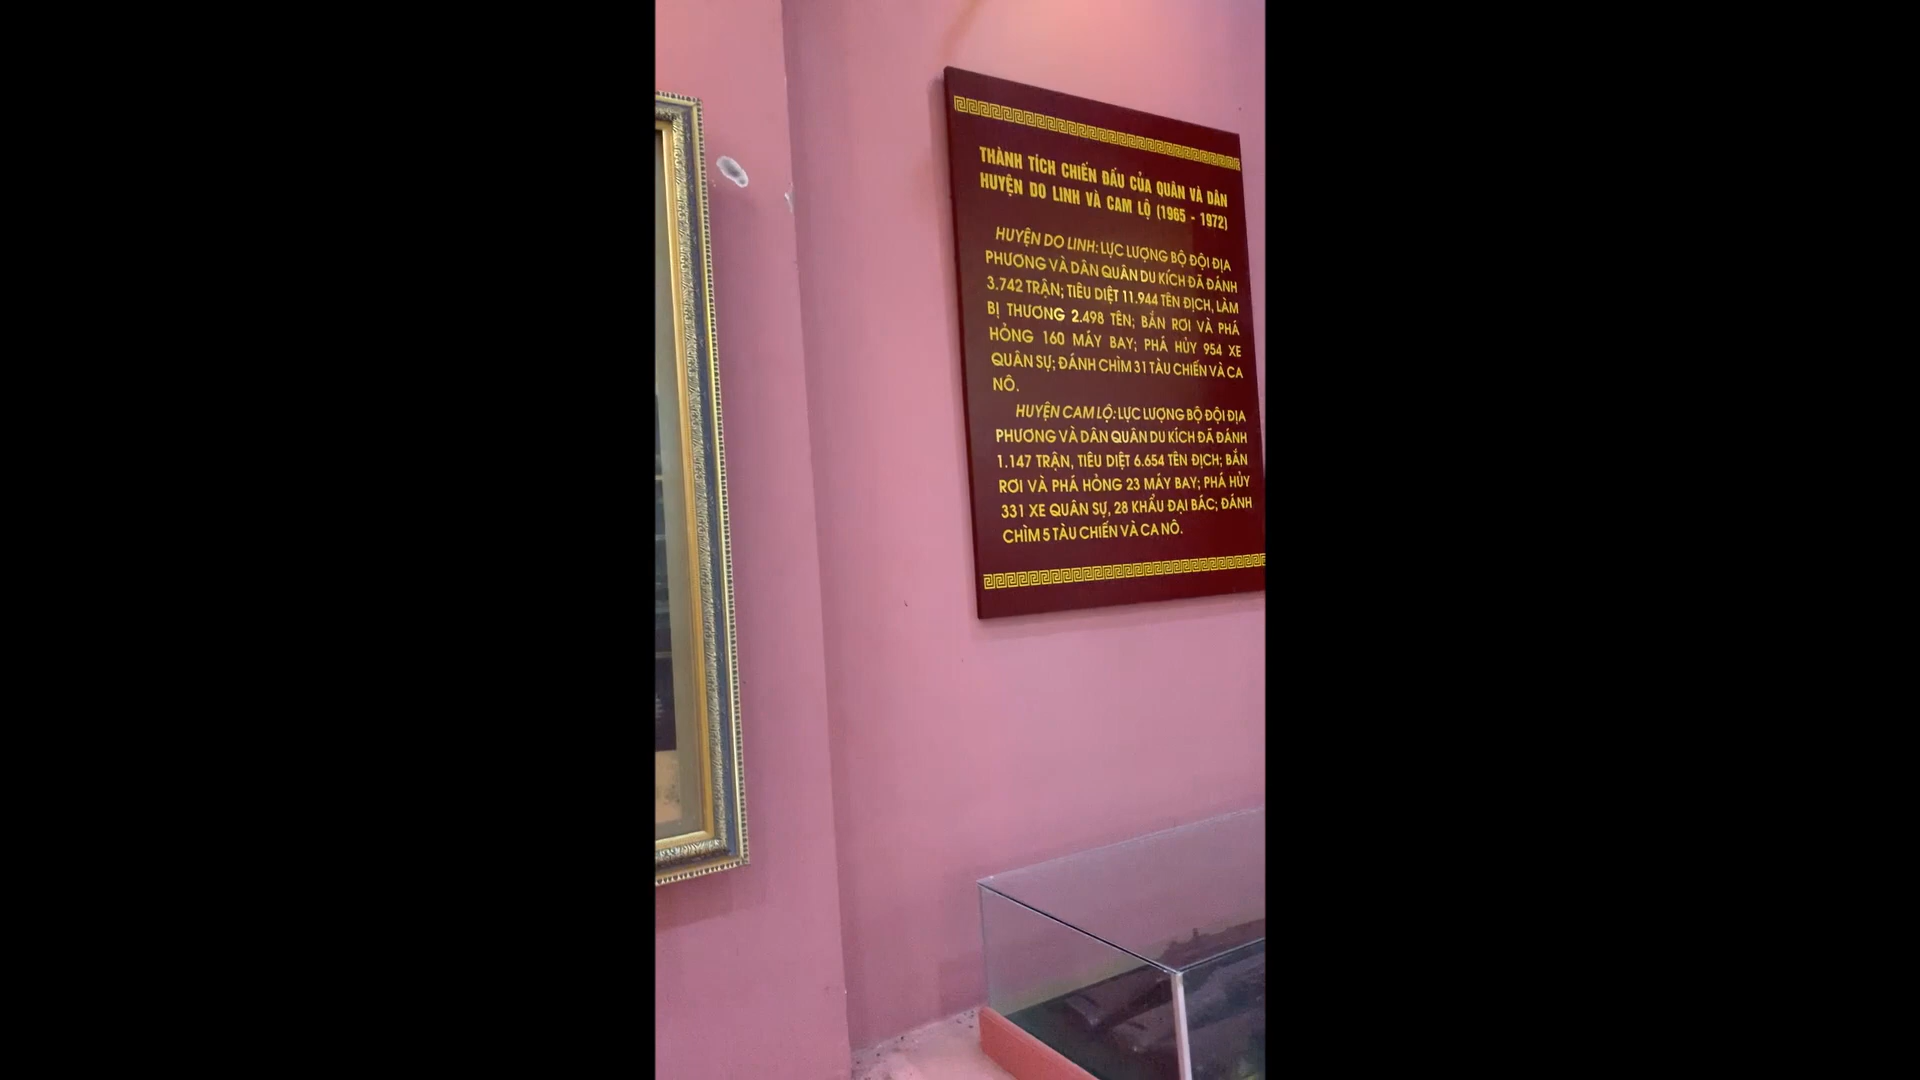 THÀNH TÍCH CHIẾN ĐẤU CỦA QUÂN VÀ DÂN
HUYỆN DO LINH VÀ CAM LỘ (1965 - 1972)
HUYỆN DO LINH: LỰC LƯỢNG BỘ ĐỘI ĐỊA
PHƯƠNG VÀ DÂN QUÂN DU KÍCH ĐÃ ĐÁNH
3.742 TRẬN; TIÊU DIỆT 11.944 TÊN ĐỊCH, LÀM
BỊ THƯƠNG 2.498 TÊN; BẮN RƠI VÀ PHÁ
HỎNG 160 MÁY BAY; PHÁ HỦY 954 XE
QUÂN SỰ; ĐÁNH CHÌM 31 TÀU CHIẾN VÀ CA
NÔ.
HUYỆN CAM LỘ: LỰC LƯỢNG BỘ ĐỘI ĐỊA
PHƯƠNG VÀ DÂN QUÂN DU KÍCH ĐÃ ĐÁNH
1.147 TRẬN, TIÊU DIỆT 6.654 TÊN ĐỊCH; BẮN
RƠI VÀ PHÁ HỎNG 23 MÁY BAY; PHÁ HỦY
331 XE QUÂN SỰ, 28 KHẨU ĐẠI BÁC; ĐÁNH
CHÌM 5 TÀU CHIẾN VÀ CA NÔ.